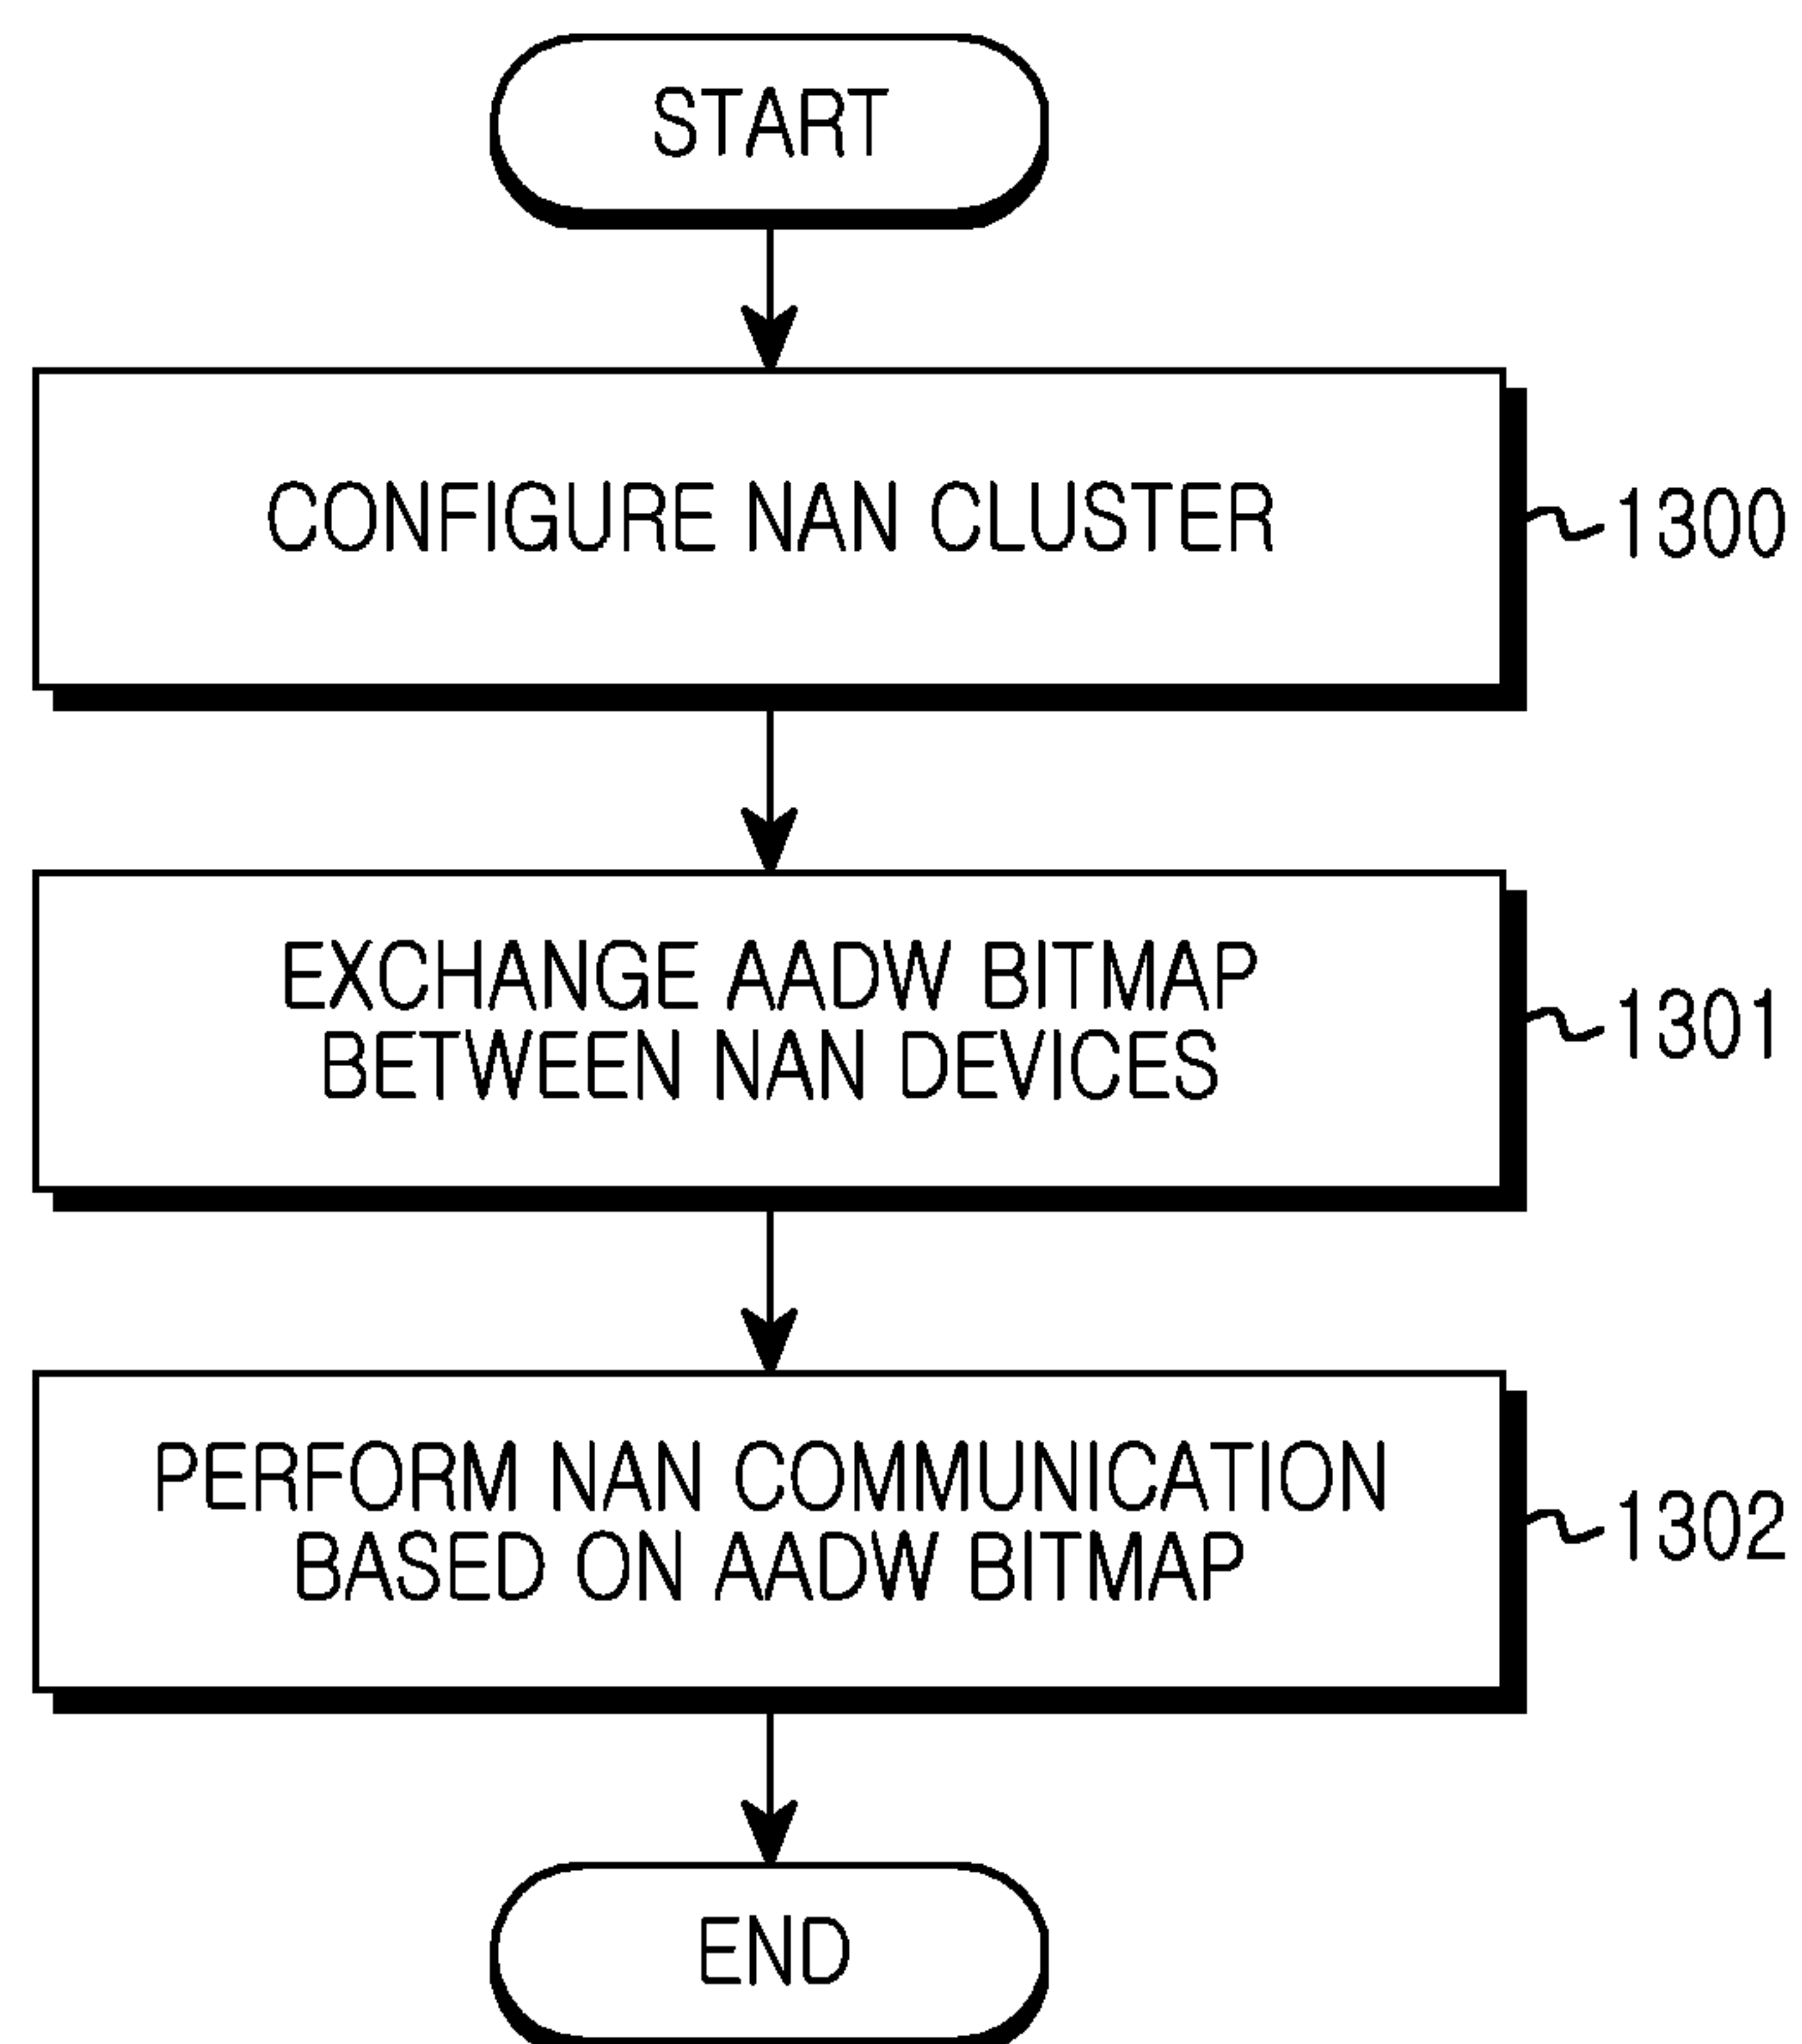 START
CONFIGURE NAN CLUSTER
1300
EXCHANGE AADW BITMAP
BETWEEN NAN DEVICES
1301
PERFORM NAN COMMUNICATION
BASED ON AADW BITMAP
1302
END